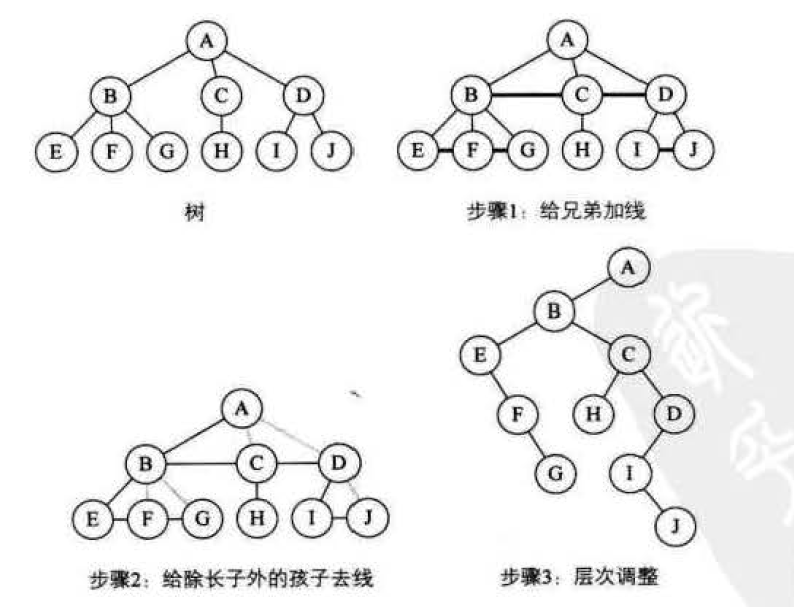 A A
B C D B C D
E F G H I J E F G H I J
树 步骤1：给兄弟加线
A
B
E C
F H D
G I
J
A
B C D
E F G H I J
步骤2：给除长子外的孩子去线 步骤3：层次调整